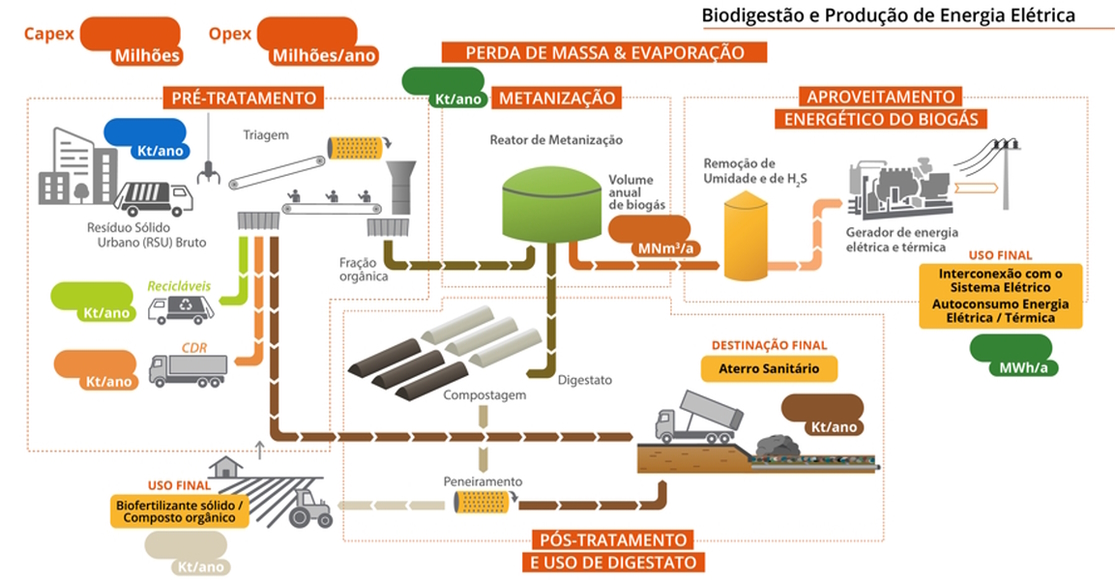 Biodigestão e Produção de Energia Elétrica
Capex
Milhões
Opex
Milhões/ano
PERDA DE MASSA & EVAPORAÇÃO
Kt/ano
PRÉ-TRATAMENTO
Kt/ano
Triagem
Resíduo Sólido
Urbano (RSU) Bruto
Fração
orgânica
Recicláveis
Kt/ano
CDR
Kt/ano
METANIZAÇÃO
Reator de Metanização
Volume
anual
de biogás
MNm³/a
APROVEITAMENTO
ENERGÉTICO DO BIOGÁS
Remoção de
Umidade e de H₂S
Gerador de energia
elétrica e térmica
USO FINAL
Interconexão com o
Sistema Elétrico
Autoconsumo Energia
Elétrica / Térmica
MWh/a
Digestato
Compostagem
DESTINAÇÃO FINAL
Aterro Sanitário
Kt/ano
Peneiramento
USO FINAL
Biofertilizante sólido /
Composto orgânico
Kt/ano
PÓS-TRATAMENTO
E USO DE DIGESTATO